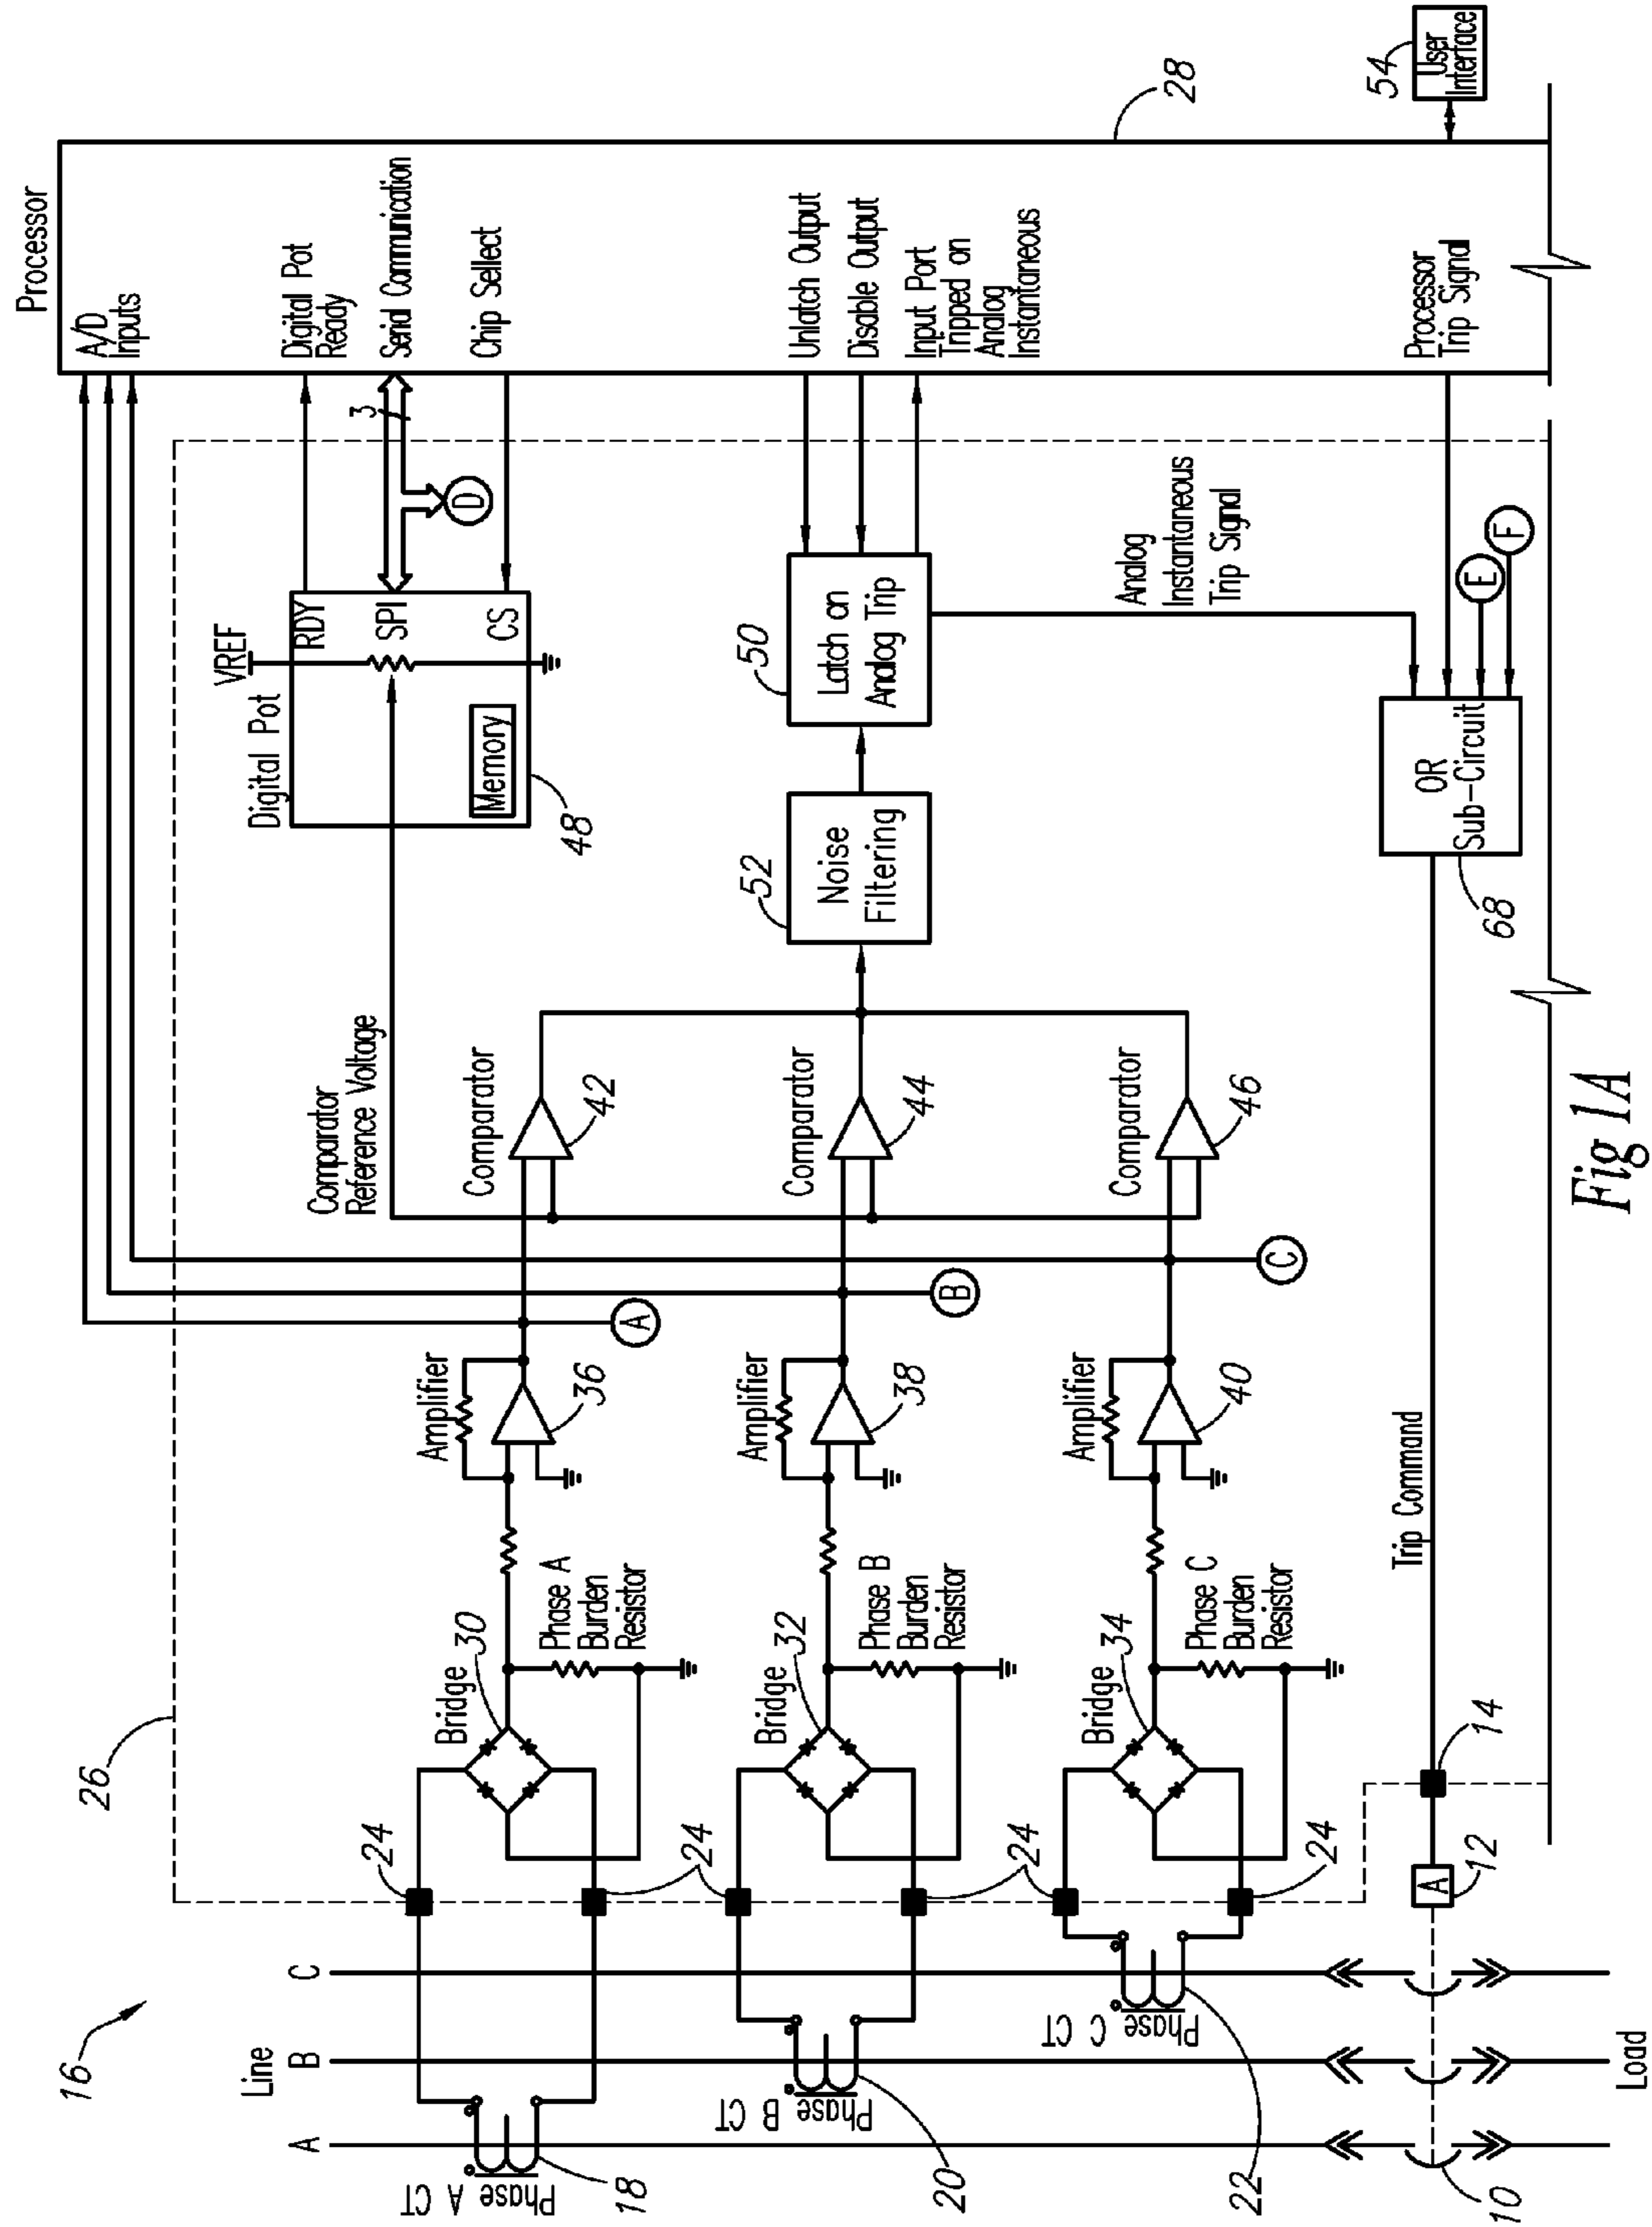 Processor
A/D
Inputs
Digital Pot
Ready
Serial Communication
Chip Sellect
Unlatch Output
Disable Output
Input Port
Tripped on
Analog
Instantaneous
Processor
Trip Signal
28
54
User
Interface
3
D
VREF
Digital Pot
RDY
SPI
CS
Memory
48
50
Latch on
Analog Trip
52
Noise
Filtering
Analog
Instantaneous
Trip Signal
E
F
OR
Sub-Circuit
68
Comparator
Reference Voltage
Comparator
42
Comparator
44
Comparator
46
A
B
C
Amplifier
36
Amplifier
38
Amplifier
40
26
Bridge
30
Phase A
Burden
Resistor
Bridge
32
Phase B
Burden
Resistor
Bridge
34
Phase C
Burden
Resistor
Trip Command
24
24
24
24
14
A
12
16
Line
A
B
C
Phase A CT
18
Phase B CT
20
Phase C CT
22
10
Load
Fig 1A